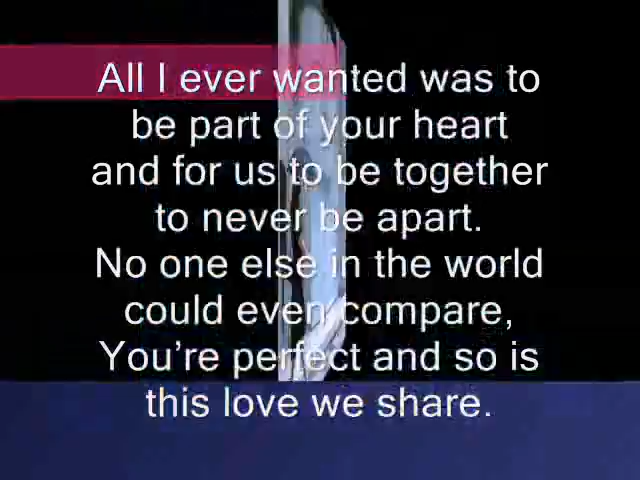 All I ever wanted was to
be part of your heart
and for us to be together
to never be apart.
No one else in the world
could even compare,
You're perfect and so is
this love we share.